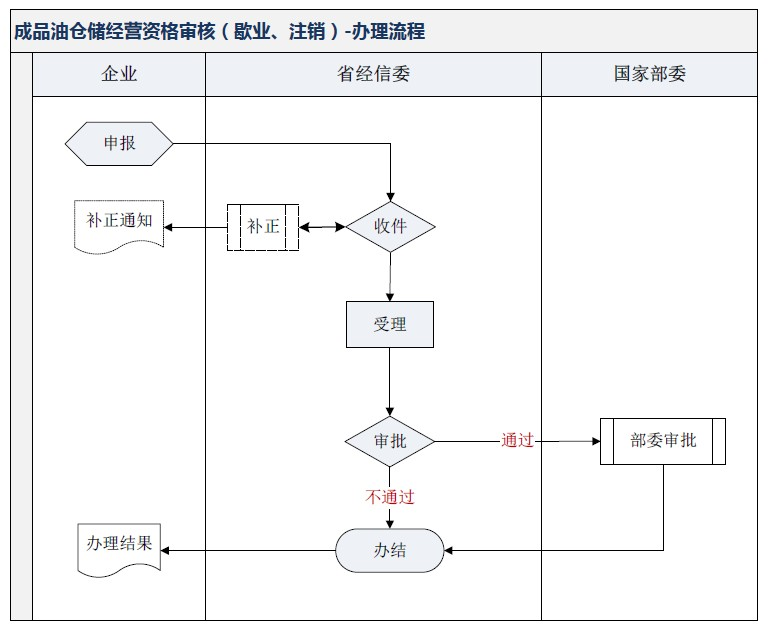 成品油仓储经营资格审核（歇业、注销）-办理流程
企业
省经信委
国家部委
申报
补正通知
补正
收件
受理
审批
通过
部委审批
不通过
办理结果
办结